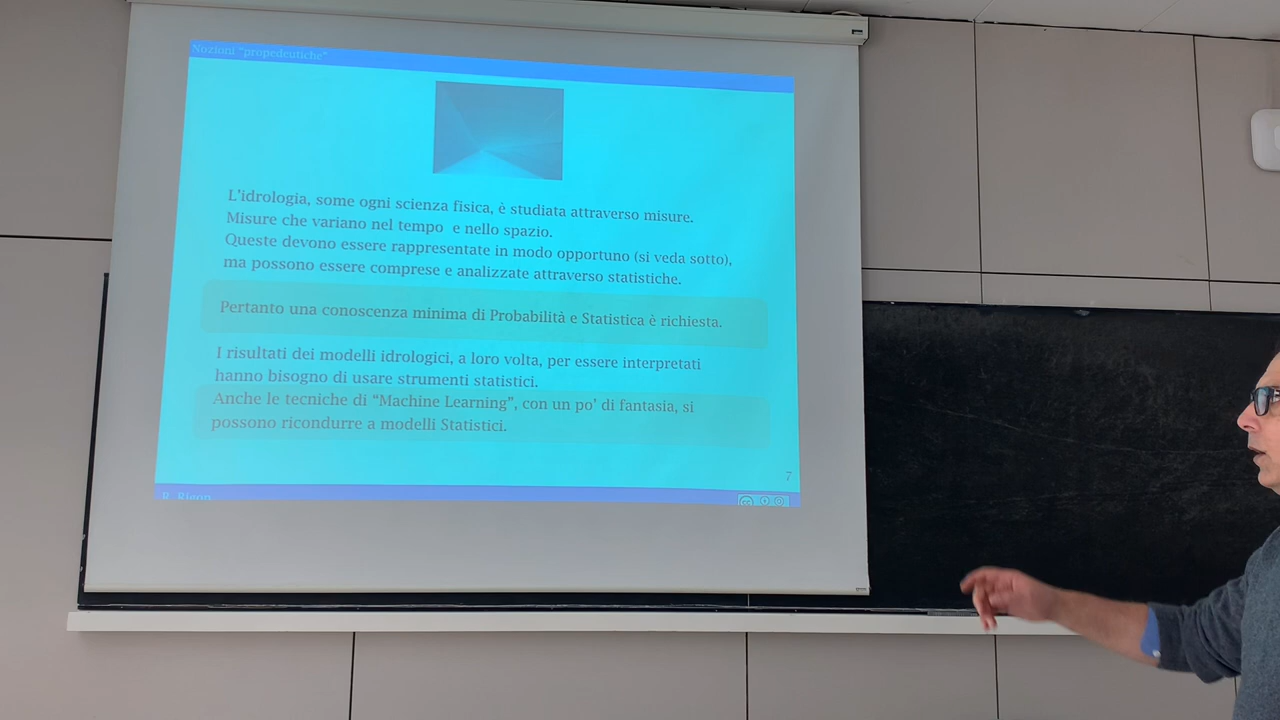 Nozioni "propedeutiche"
L'idrologia, some ogni scienza fisica, è studiata attraverso misure.
Misure che variano nel tempo e nello spazio.
Queste devono essere rappresentate in modo opportuno (si veda sotto),
ma possono essere comprese e analizzate attraverso statistiche.
Pertanto una conoscenza minima di Probabilità e Statistica è richiesta.
I risultati dei modelli idrologici, a loro volta, per essere interpretati
hanno bisogno di usare strumenti statistici.
Anche le tecniche di “Machine Learning”, con un po’ di fantasia, si
possono ricondurre a modelli Statistici.
7
R.
cc